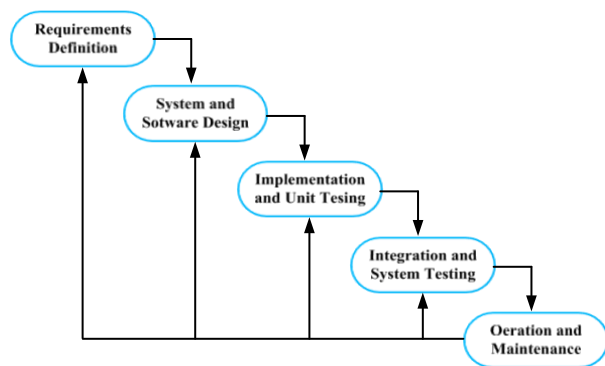 Requirements
Definition
System and
Sotware Design
Implementation
and Unit Tesing
Integration and
System Testing
Oeration and
Maintenance